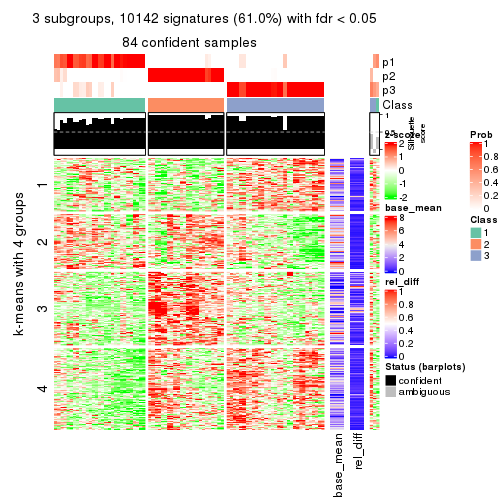 3 subgroups, 10142 signatures (61.0%) with fdr < 0.05
84 confident samples
p1
p2
p3
Class
1
0.5
0
Silhouette
score
k-means with 4 groups
1
2
3
4
base_mean
rel_diff
z-score
2
1
0
-1
-2
base_mean
8
6
4
2
0
rel_diff
1
0.8
0.6
0.4
0.2
0
Status (barplots)
confident
ambiguous
Prob
1
0.8
0.6
0.4
0.2
0
Class
1
2
3